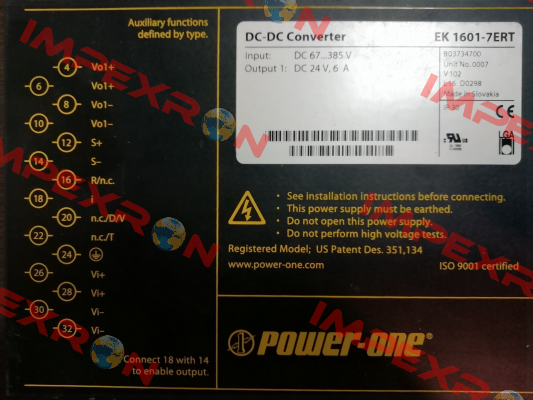 Auxiliary functions
defined by type.
4 Vo1+
6 Vo1+
8 Vo1–
10 Vo1–
12 S+
14 S–
16 R/n.c.
18 i
20 n.c./D/V
22 n.c./T
24
26 Vi+
28 Vi+
30 Vi–
32 Vi–
Connect 18 with 14
to enable output.
DC-DC Converter EK 1601-7ERT
Input: DC 67...385 V
Output 1: DC 24 V, 6 A
B03734700
Unit No. 0007
V102
D0298
Made in Slovakia
CE
LGA
• See installation instructions before connecting.
• This power supply must be earthed.
• Do not open this power supply.
• Do not perform high voltage tests.
Registered Model; US Patent Des. 351,134
www.power-one.com ISO 9001 certified
POWER-ONE®
IMPEXRON
IMPEXRON
IMPEXRON